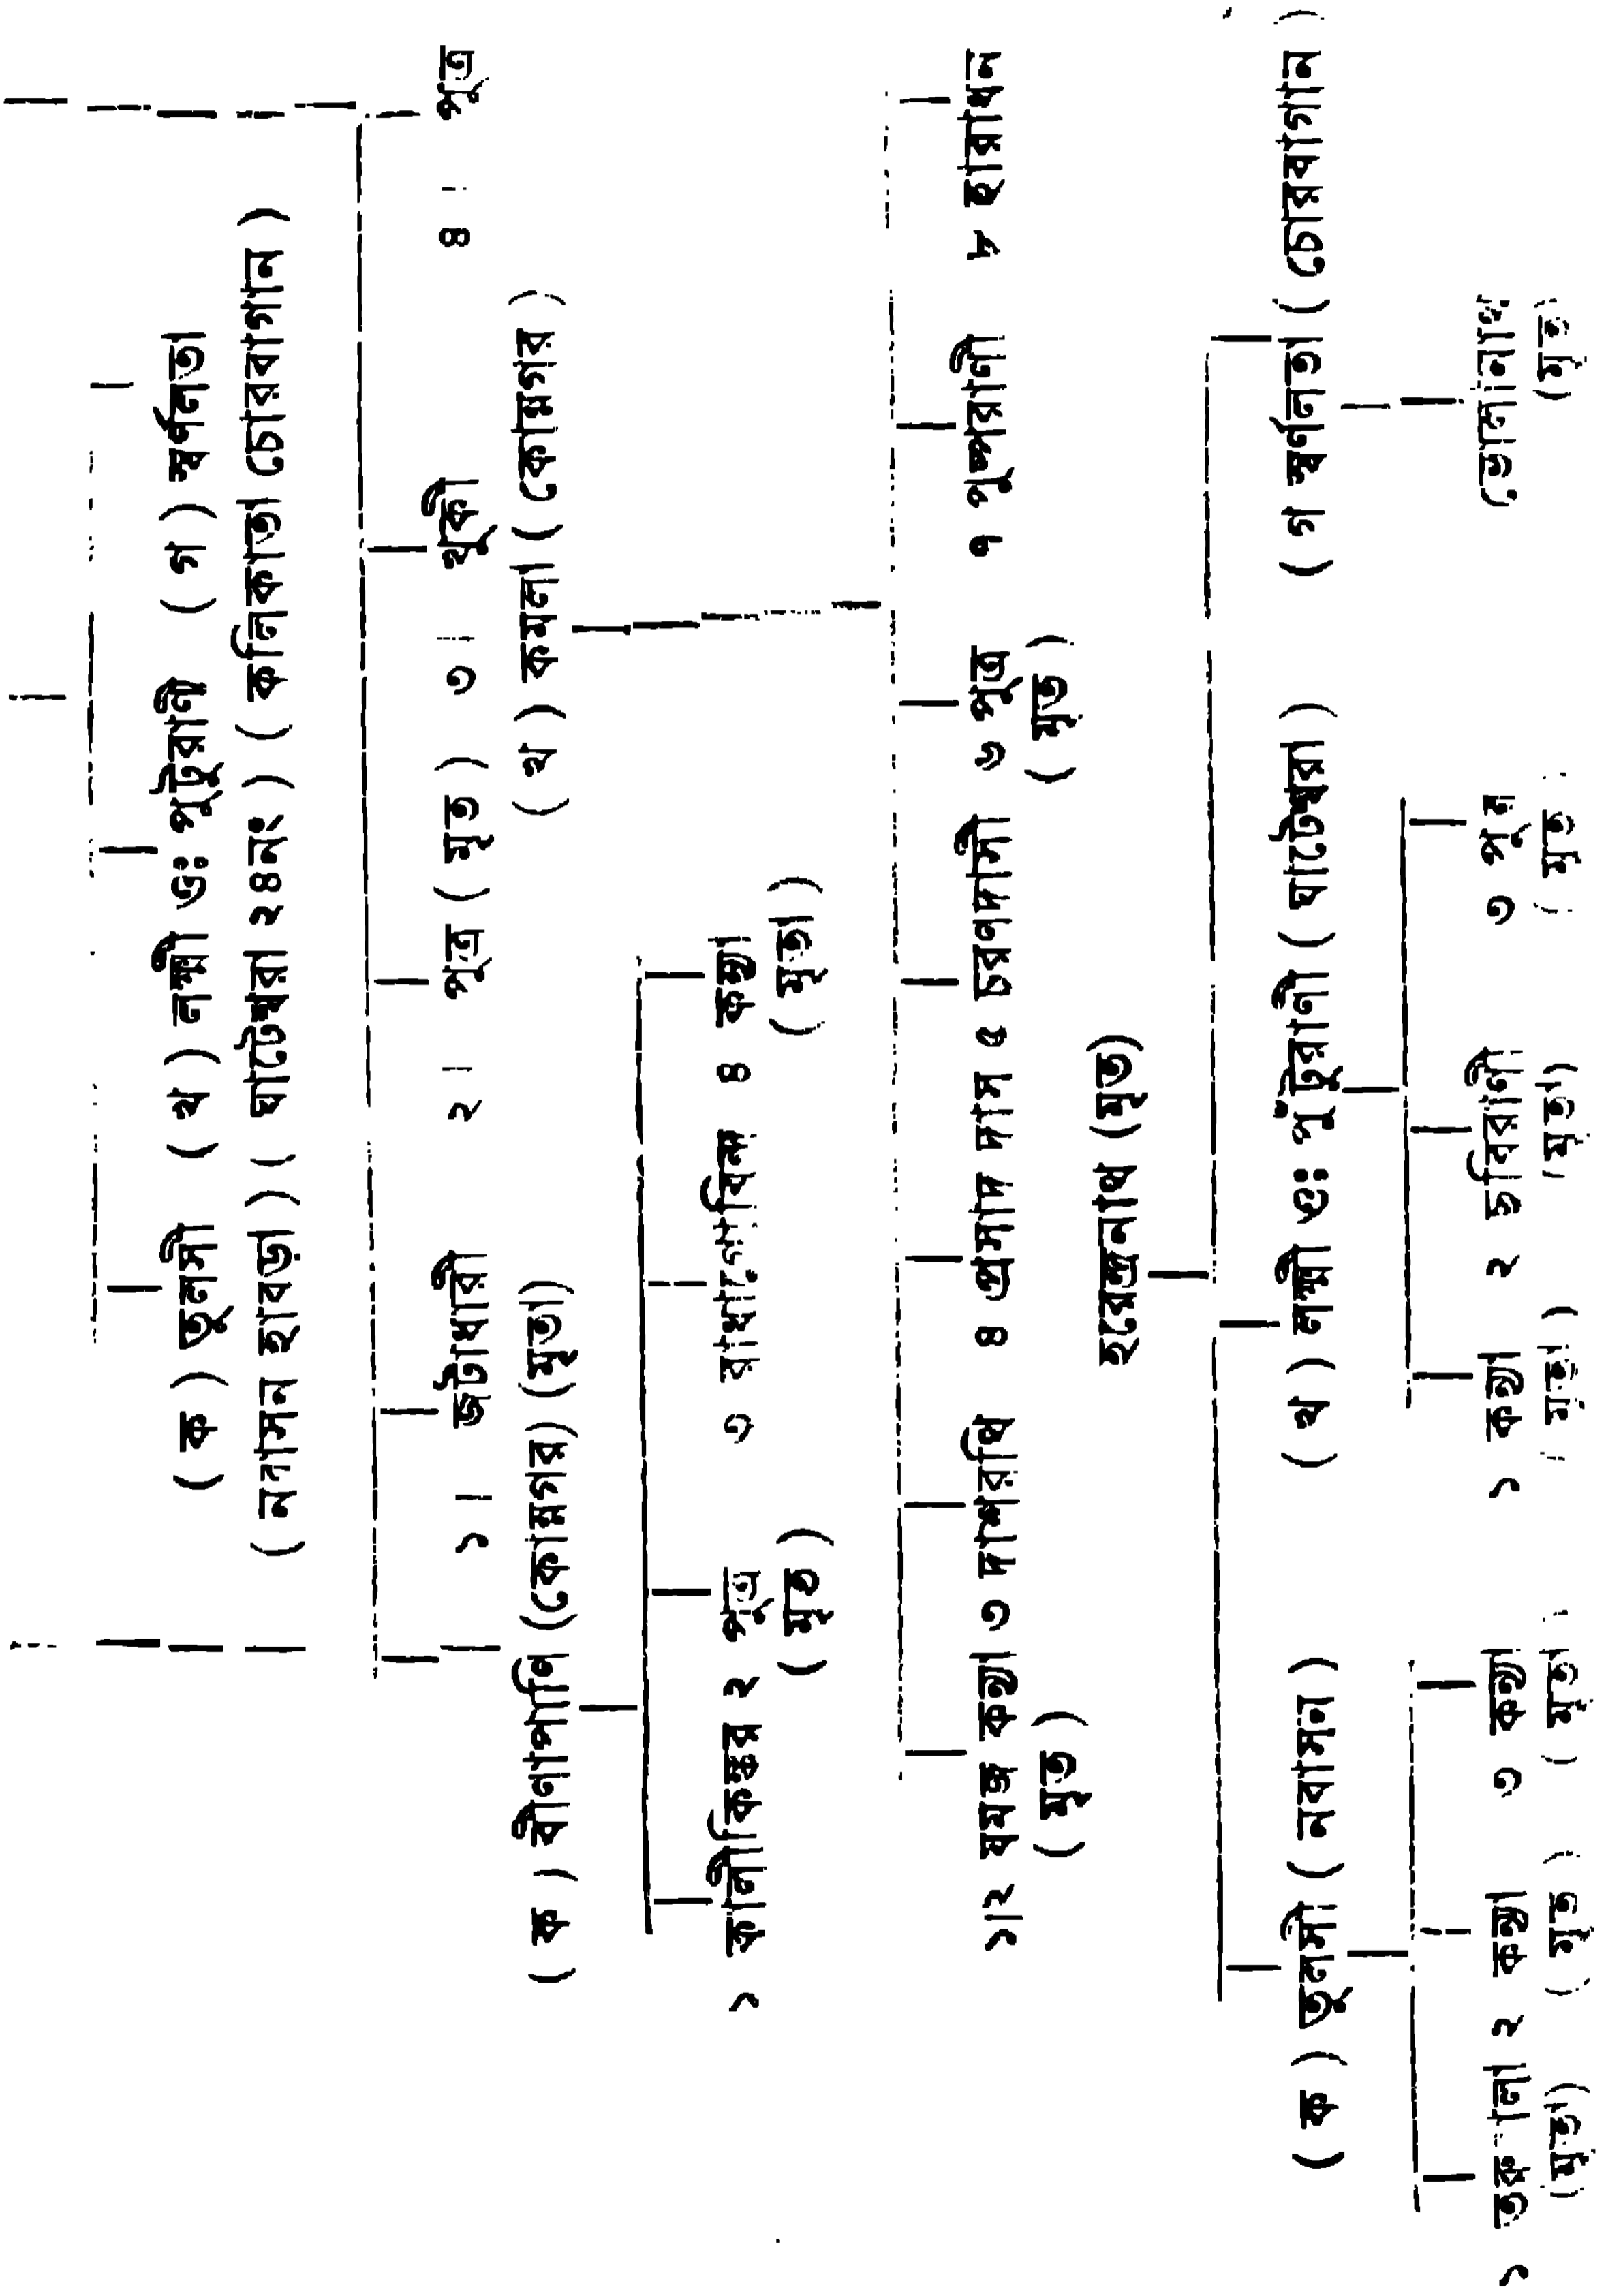 ( ক ) তুলসী ( খ ) লক্ষ্মী ওঃ পুটুরাণী ( গ ) স্বর্ণলতা
( নবাসন হাবড়া ) ( ঘাটেশ্বরা ২৪নং ) ( কলিকাতা চোরবাগান )
১। জটাধারী ২। পুত্র ( মৃত ) ৩। খুকী ৪। পুত্র
( ক ) বীণাপাণি (কোন্নগর) (মৃতা) ( খ ) কমলা ( কোন্নগর )
১ কালীকিঙ্কর ২ পুত্র ৩ রাধাগোবিন্দ ৪ কন্যা
( মৃত ) ( মৃতা )
১।২ যমজ কন্যা ৩ দাশরথি ৪ প্রসাদ দাস ৫ চরণদাসী ৬ পুত্র ৭ পুষ্পরাণী ৮ হারাধন
( মৃত ) ( মৃত )
হরেন্দ্রনাথ (মৃত)
( ক ) তুলসী ( নবাসন ) ( খ ) লক্ষ্মী ওঃ পুঁটুরাণী ( ঘাটেশ্বরা ) ( গ স্বর্ণলতা ( চোরবাগান )
১ ২ কন্যা ৩ কন্যা ১ কন্যা ২ ছবিরাণী ৩ ভোলানাথ
(মৃতা) ( মৃত ) ( মৃতা ) ( মৃতা ) (মৃতা) ( মৃত ) (মৃত)